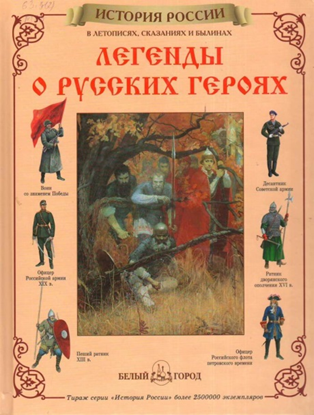 ИСТОРИЯ РОССИИ
В ЛЕТОПИСЯХ, СКАЗАНИЯХ И БЫЛИНАХ
ЛЕГЕНДЫ
О РУССКИХ ГЕРОЯХ
Воин
со знаменем Победы
Десантник
Советской армии
Офицер
Российской армии
XIX в.
Ратник
дворянского
ополчения XVI в.
Пеший ратник
XIII в.
Офицер
Российского флота
петровского времени
БЕЛЫЙ ГОРОД
Тираж серии «История России» более 2500000 экземпляров